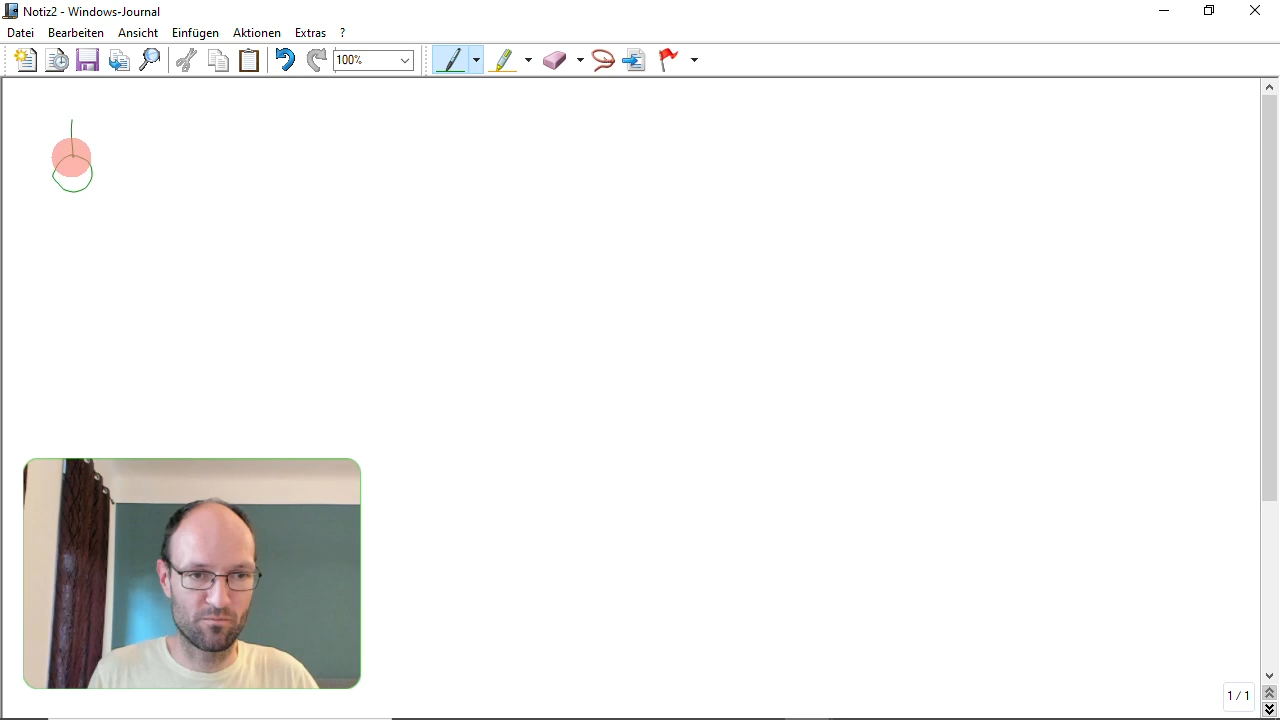 Notiz2 - Windows-Journal
Datei Bearbeiten Ansicht Einfügen Aktionen Extras ?
100%
1 / 1